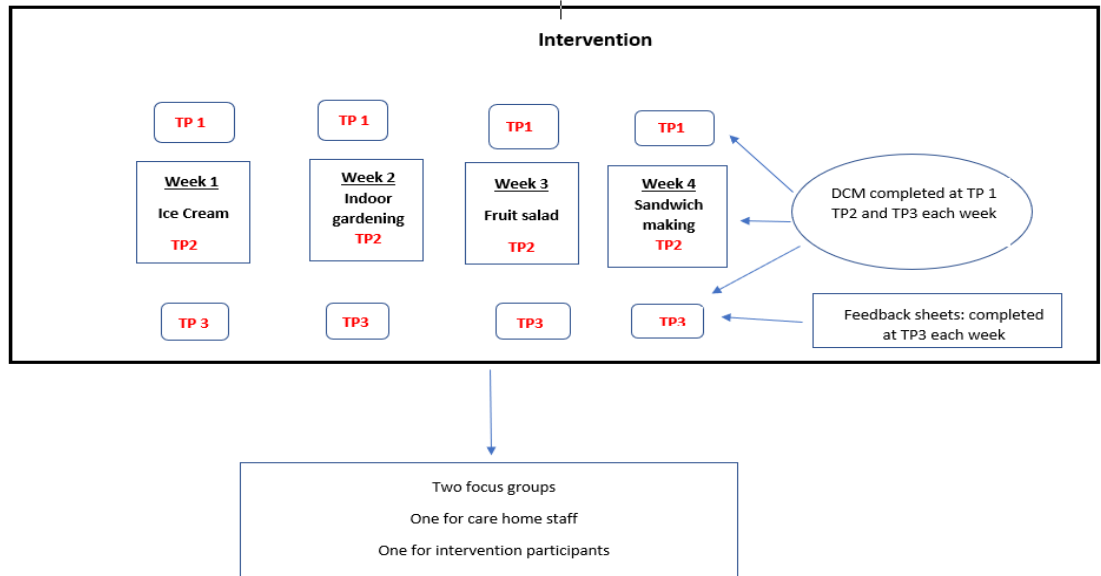 Intervention
TP 1
TP 1
TP1
TP1
Week 1
Ice Cream
TP2
Week 2
Indoor
gardening
TP2
Week 3
Fruit salad
TP2
Week 4
Sandwich
making
TP2
DCM completed at TP 1
TP2 and TP3 each week
TP 3
TP3
TP3
TP3
Feedback sheets: completed
at TP3 each week
Two focus groups
One for care home staff
One for intervention participants